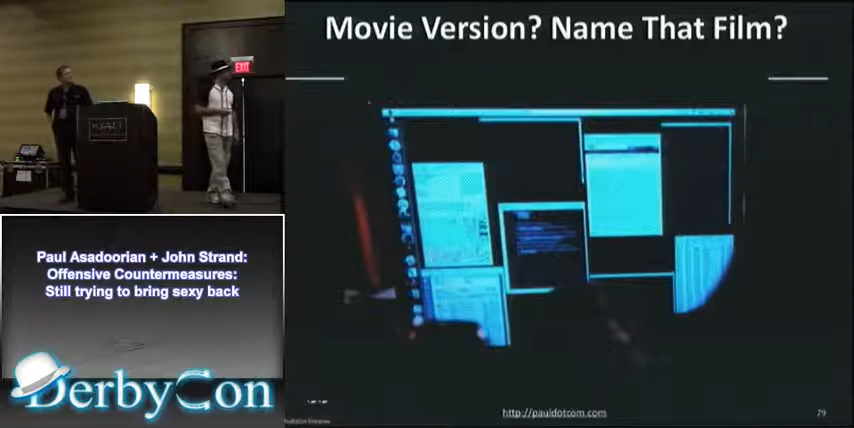 Movie Version? Name That Film?
EXIT
HYATT
Paul Asadoorian + John Strand:
Offensive Countermeasures:
Still trying to bring sexy back
DerbyCon
http://pauldotcom.com
79